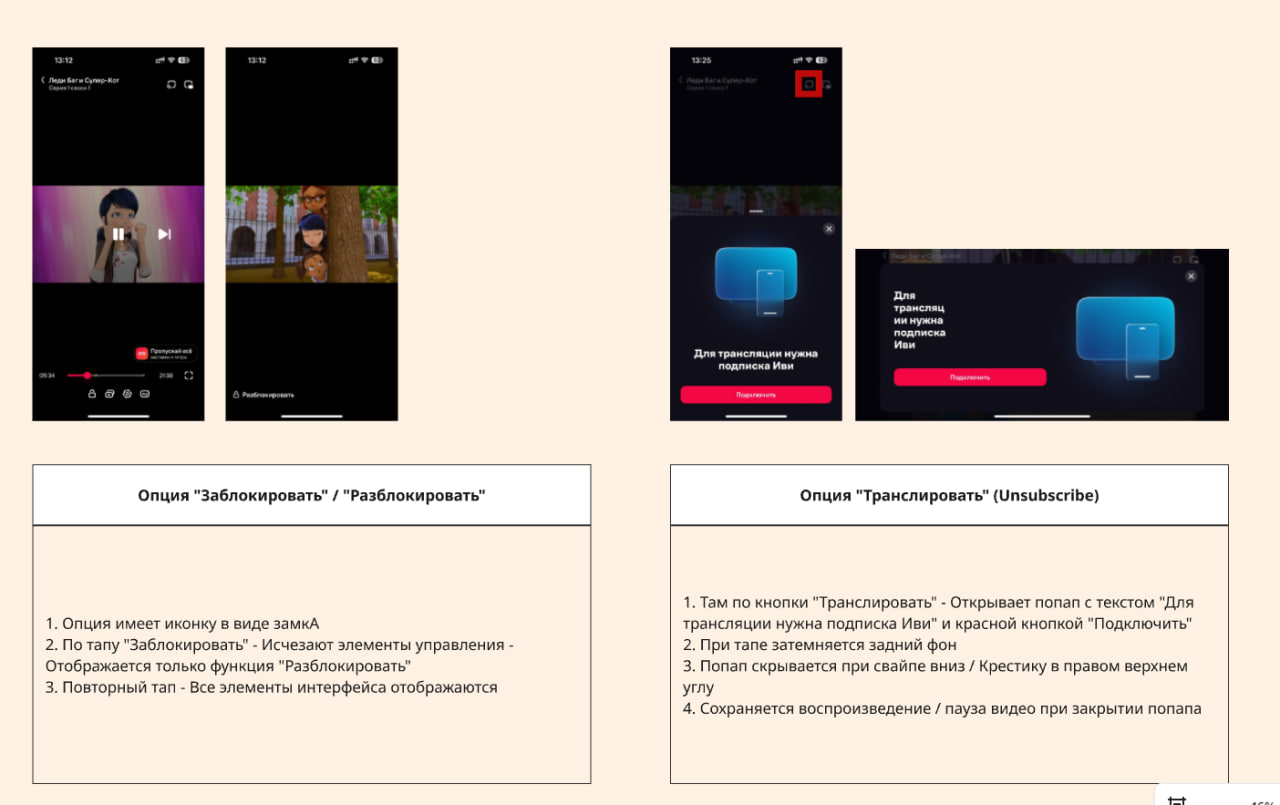 13:12
Леди Баг и Супер-Кот
Серия 1 сезон 1
Пропускай всё
заставки и титры
05:34
21:38
13:12
Разблокировать
13:25
Леди Баг и Супер-Кот
Серия 1 сезон 1
Для трансляции нужна
подписка Иви
Подключить
Леди Баг и Супер-Кот
Для
трансляц
ии нужна
подписка
Иви
Подключить
Опция "Заблокировать" / "Разблокировать"
1. Опция имеет иконку в виде замкА
2. По тапу "Заблокировать" - Исчезают элементы управления -
Отображается только функция "Разблокировать"
3. Повторный тап - Все элементы интерфейса отображаются
Опция "Транслировать" (Unsubscribe)
1. Там по кнопки "Транслировать" - Открывает попап с текстом "Для
трансляции нужна подписка Иви" и красной кнопкой "Подключить"
2. При тапе затемняется задний фон
3. Попап скрывается при свайпе вниз / Крестику в правом верхнем
углу
4. Сохраняется воспроизведение / пауза видео при закрытии попапа